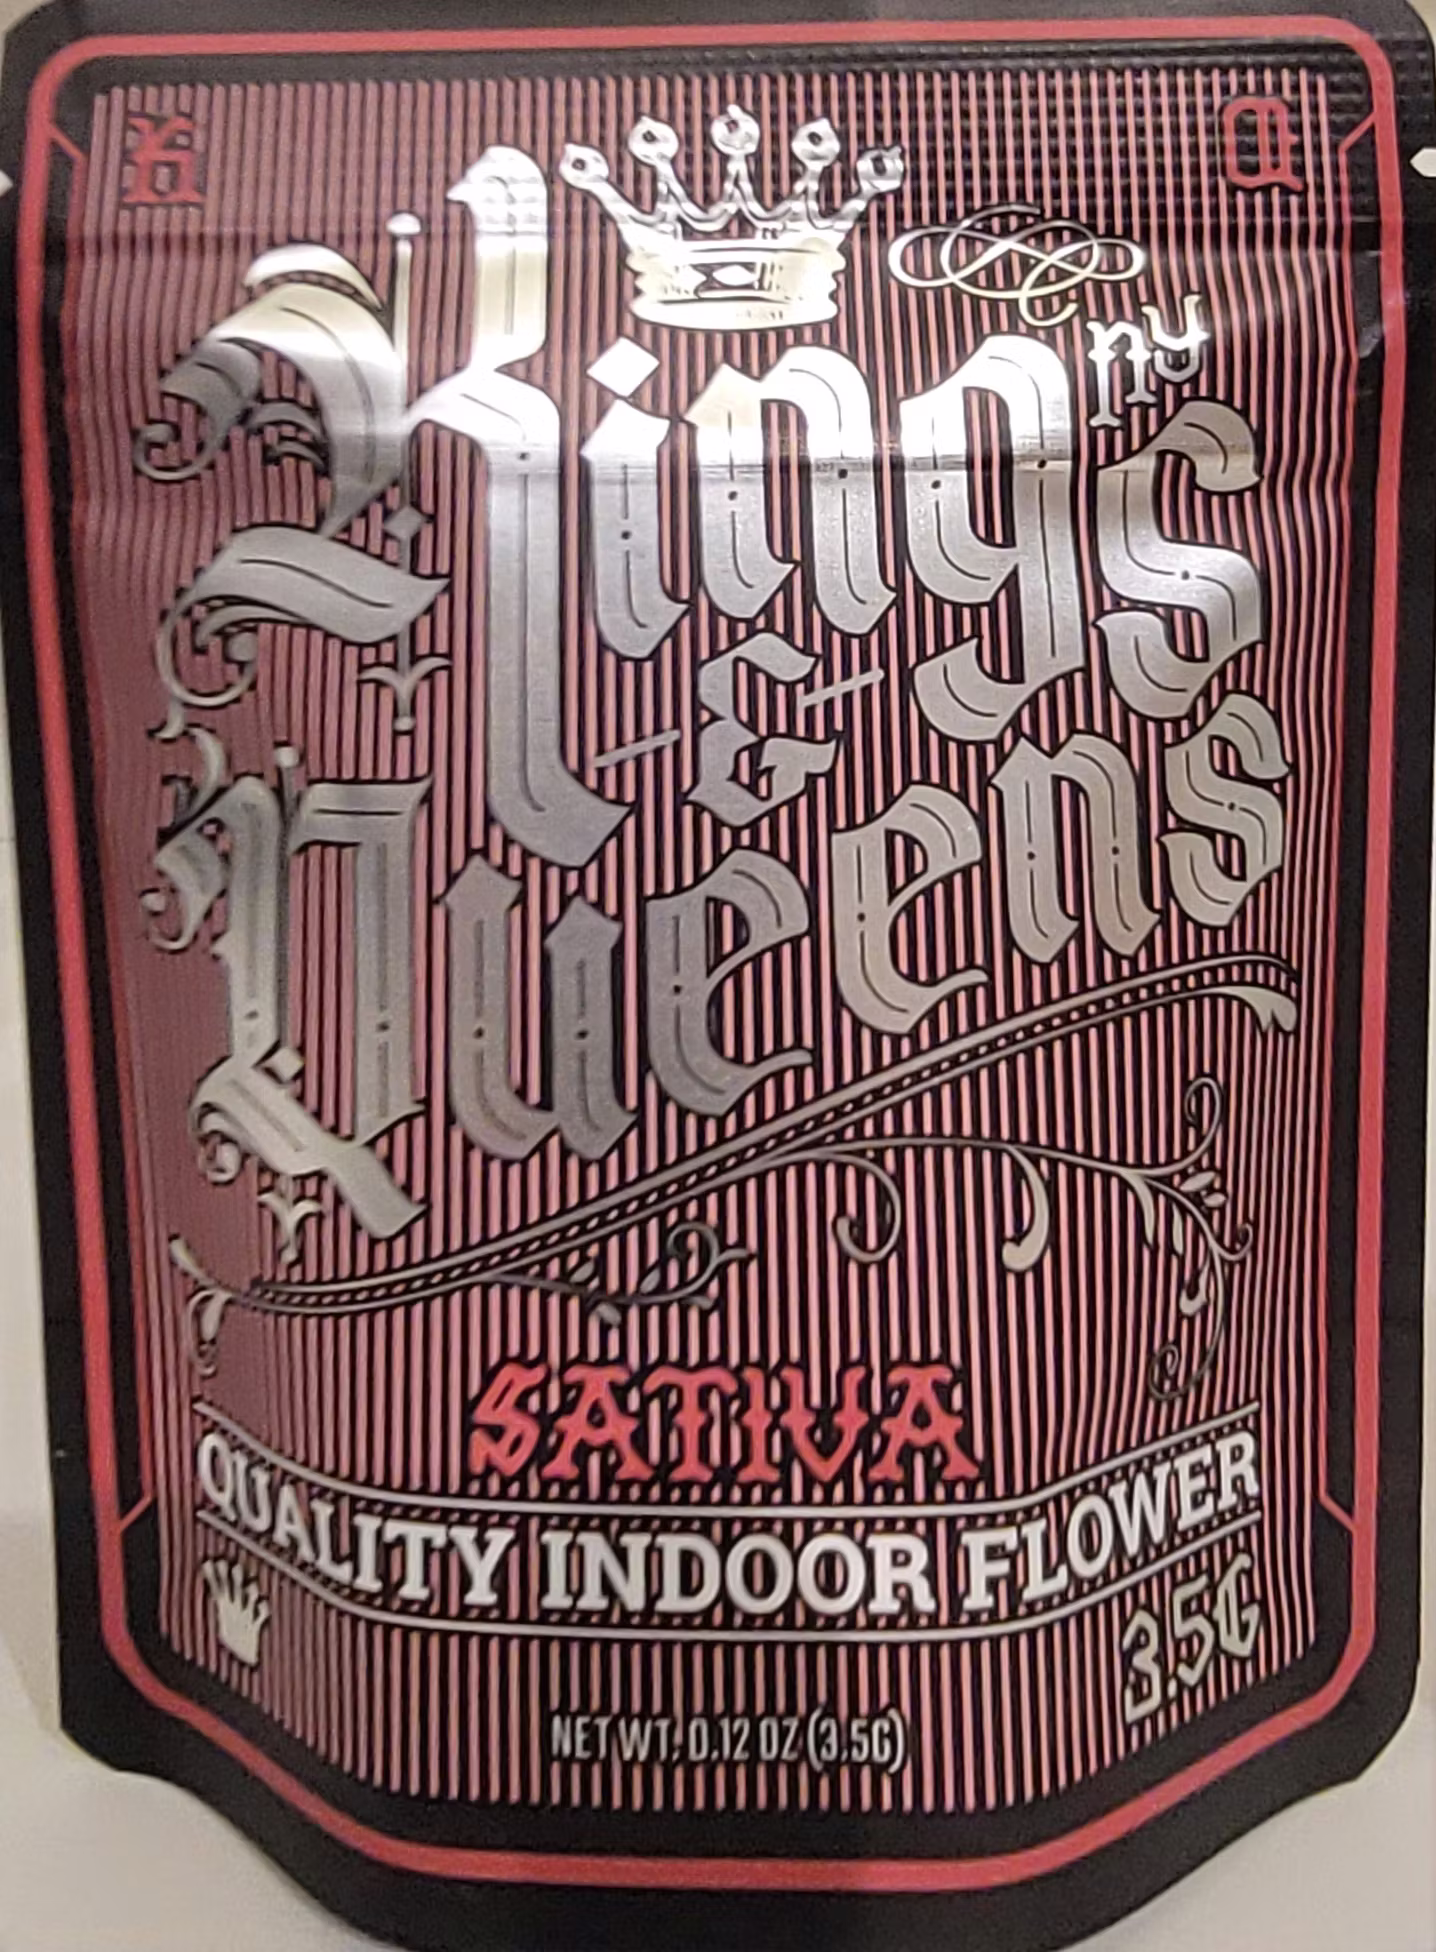 K Q
Kings ny
&
Queens
SATIVA
QUALITY INDOOR FLOWER
3.5G
NET WT. 0.12 OZ (3.5G)